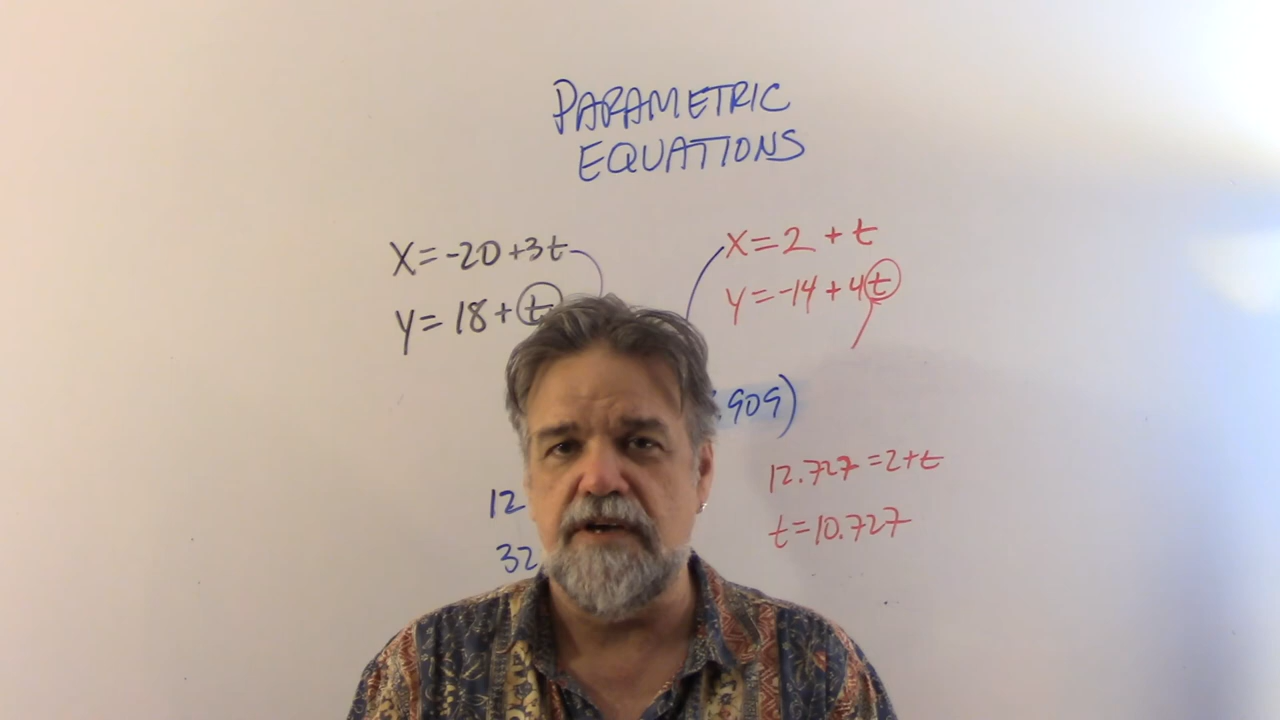 PARAMETRIC
EQUATIONS
X=-20+3t
Y=18+t
X=2+t
Y=-14+4t
.909)
12
32
12.727=2+t
t=10.727